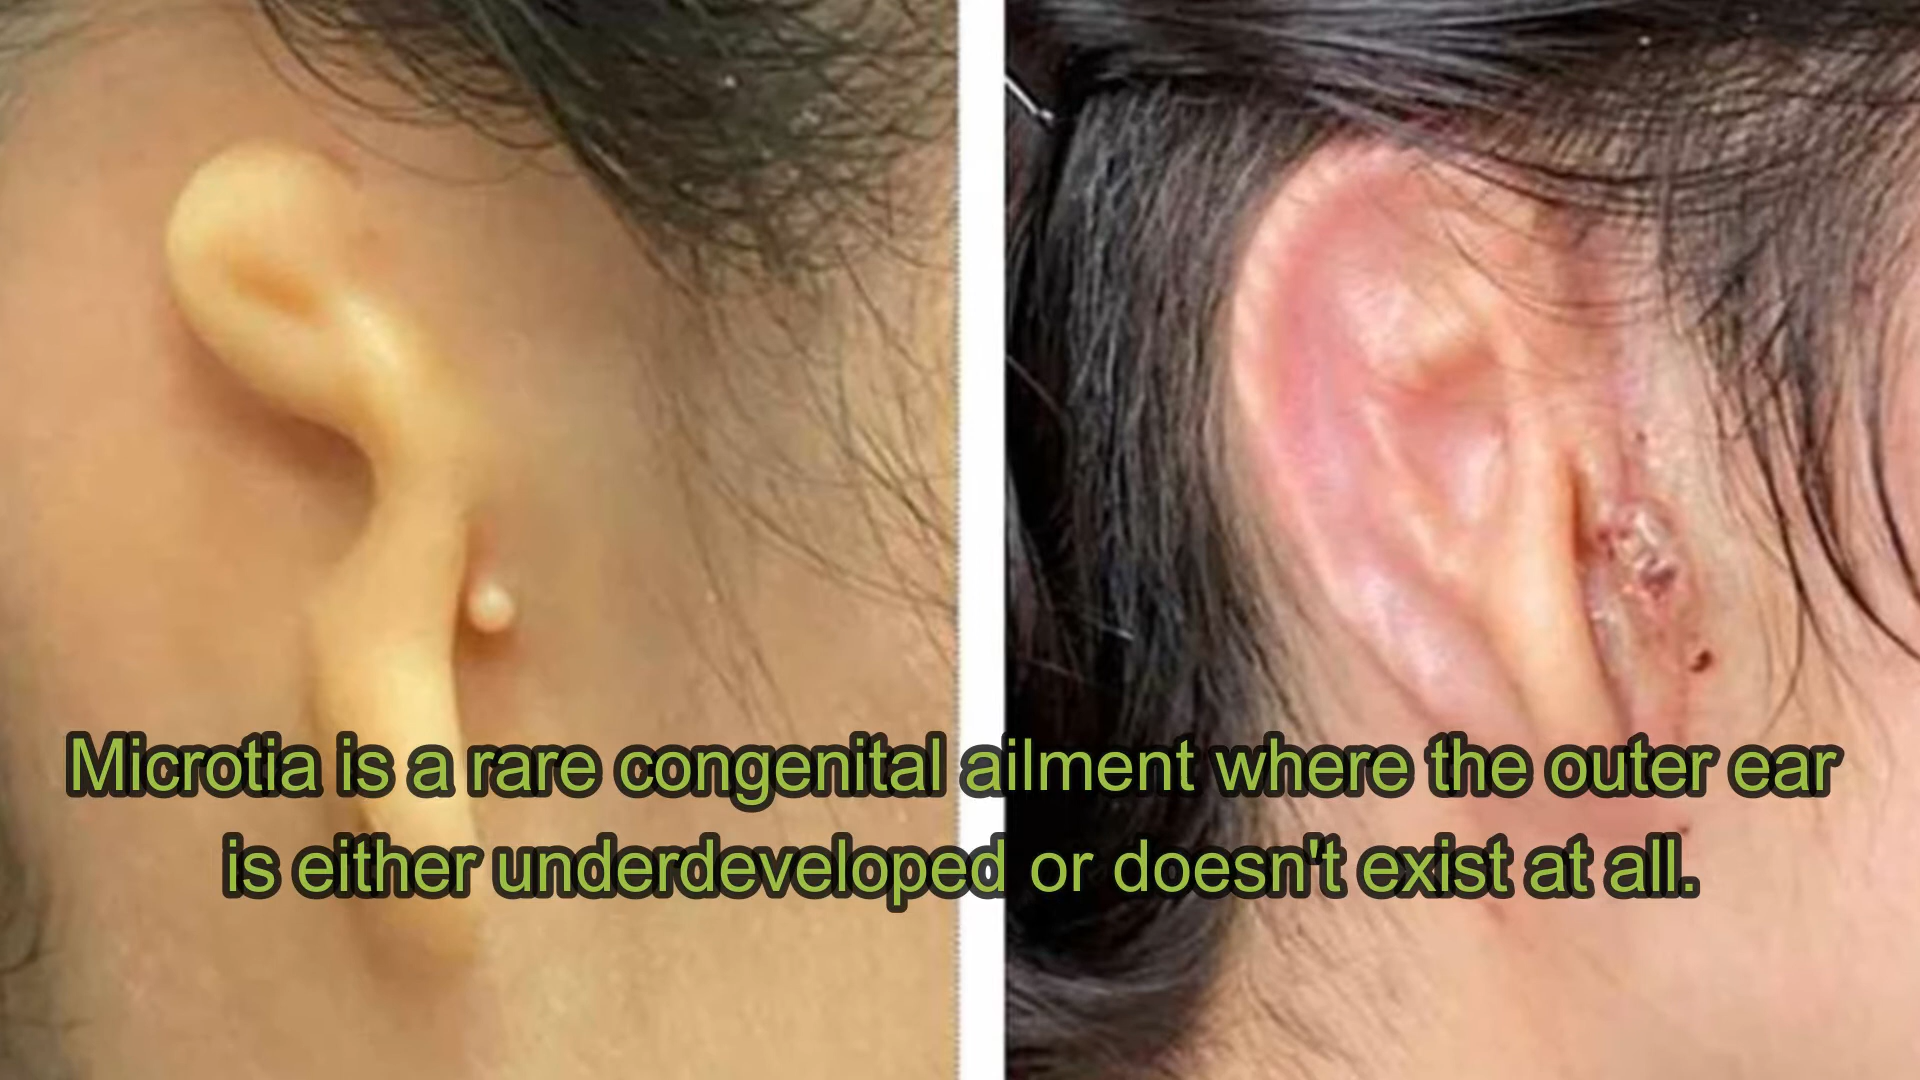 Microtia is a rare congenital ailment where the outer ear
is either underdeveloped or doesn't exist at all.